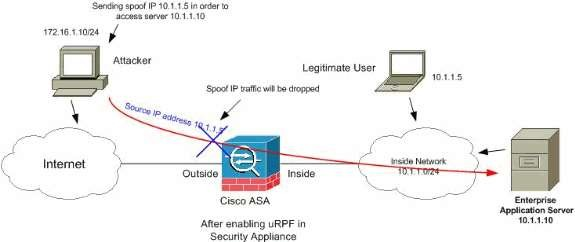 Sending spoof IP 10.1.1.5 in order to
access server 10.1.1.10
172.16.1.10/24
Attacker
Legitimate User
10.1.1.5
Spoof IP traffic will be dropped
Source IP address 10.1.1.5
Internet
Outside
Inside
Cisco ASA
Inside Network
10.1.1.0/24
After enabling uRPF in
Security Appliance
Enterprise
Application Server
10.1.1.10